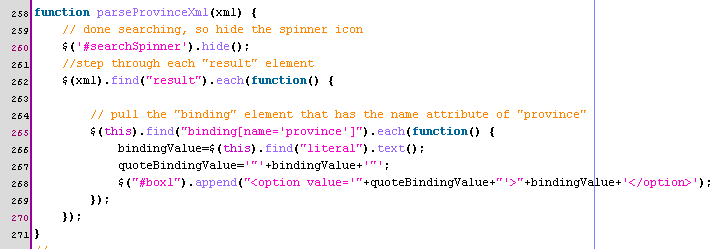 258 function parseProvinceXml(xml) {
259 // done searching, so hide the spinner icon
260 $('#searchSpinner').hide();
261 //step through each "result" element
262 $(xml).find("result").each(function() {
263
264 // pull the "binding" element that has the name attribute of "province"
265 $(this).find("binding[name='province']").each(function() {
266 bindingValue=$(this).find("literal").text();
267 quoteBindingValue='"'+bindingValue+'"';
268 $("#box1").append("<option value='"+quoteBindingValue+"'>"+bindingValue+'</option>');
269 });
270 });
271 }